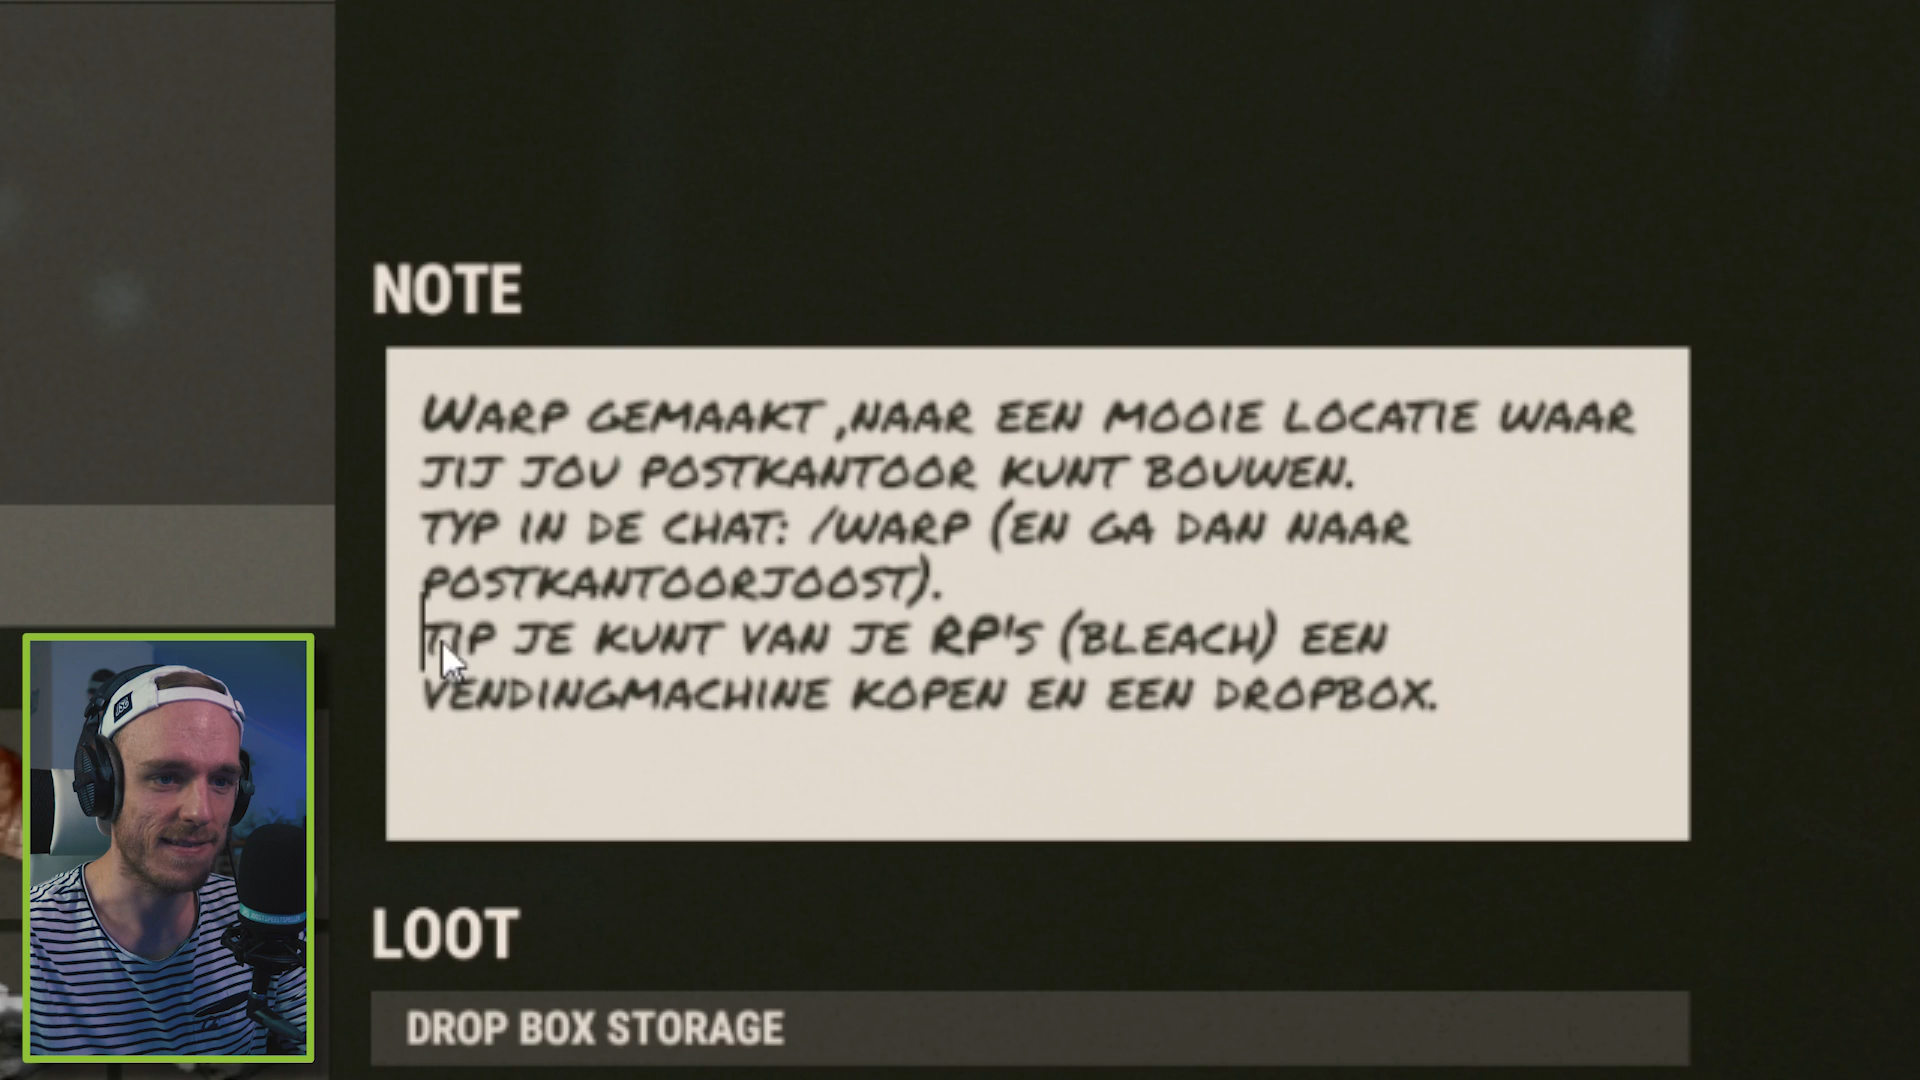 NOTE
WARP GEMAAKT ,NAAR EEN MOOIE LOCATIE WAAR
JIJ JOU POSTKANTOOR KUNT BOUWEN.
TYP IN DE CHAT: /WARP (EN GA DAN NAAR
POSTKANTOORJOOST).
TIP JE KUNT VAN JE RP'S (BLEACH) EEN
VENDINGMACHINE KOPEN EN EEN DROPBOX.
LOOT
DROP BOX STORAGE